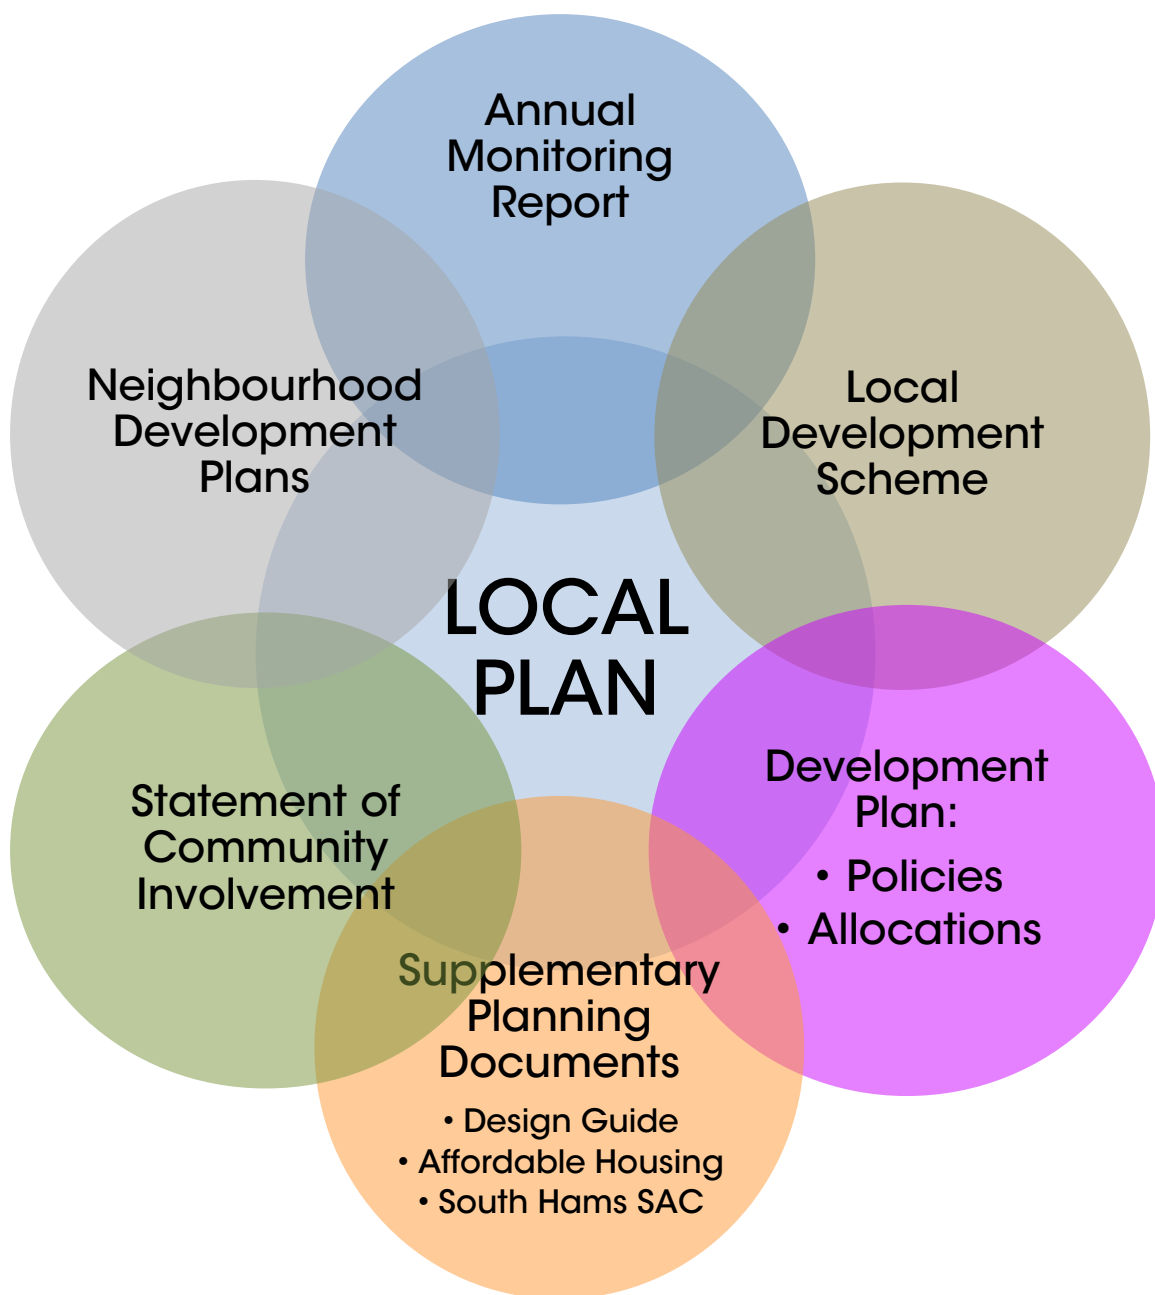 Annual
Monitoring
Report
Neighbourhood
Development
Plans
Local
Development
Scheme
LOCAL
PLAN
Development
Plan:
• Policies
• Allocations
Statement of
Community
Involvement
Supplementary
Planning
Documents
• Design Guide
• Affordable Housing
• South Hams SAC